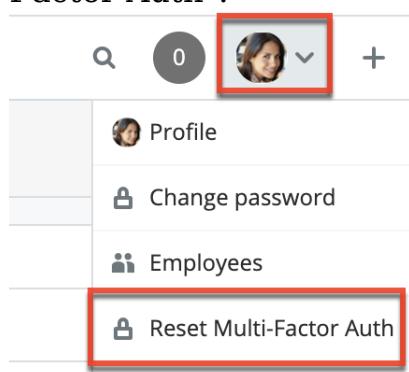 Factor Auth".
0
Profile
Change password
Employees
Reset Multi-Factor Auth